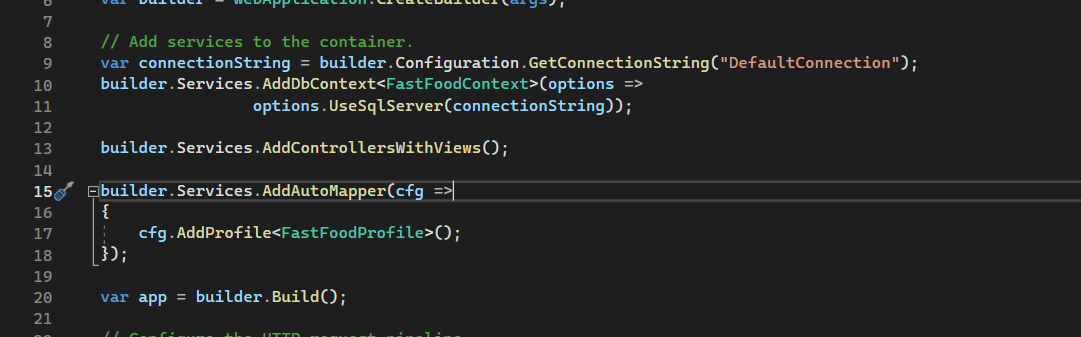 6 var builder = WebApplication.CreateBuilder(args);
7
8 // Add services to the container.
9 var connectionString = builder.Configuration.GetConnectionString("DefaultConnection");
10 builder.Services.AddDbContext<FastFoodContext>(options =>
11 options.UseSqlServer(connectionString));
12
13 builder.Services.AddControllersWithViews();
14
15 builder.Services.AddAutoMapper(cfg =>
16 {
17 cfg.AddProfile<FastFoodProfile>();
18 });
19
20 var app = builder.Build();
21
22 // Configure the HTTP request pipeline